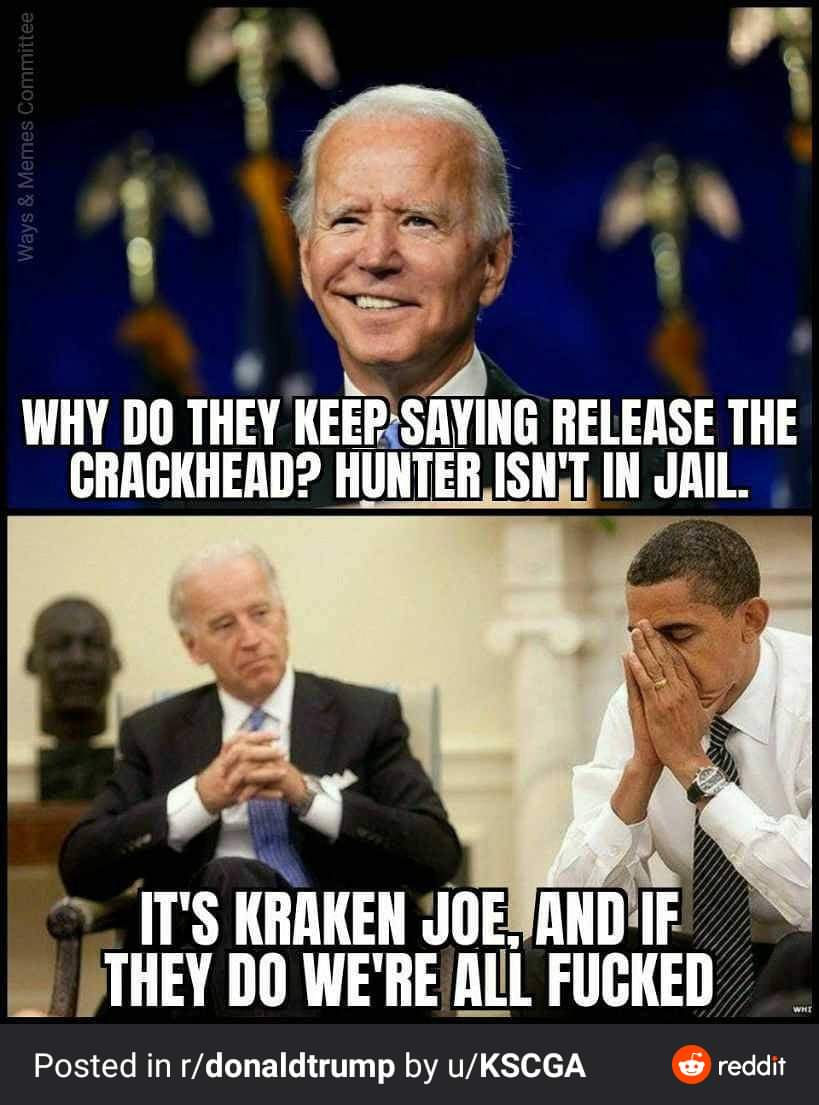 Ways & Memes Committee
WHY DO THEY KEEP SAYING RELEASE THE
CRACKHEAD? HUNTER ISN'T IN JAIL.
IT'S KRAKEN JOE, AND IF
THEY DO WE'RE ALL FUCKED
WHI
Posted in r/donaldtrump by u/KSCGA
reddit